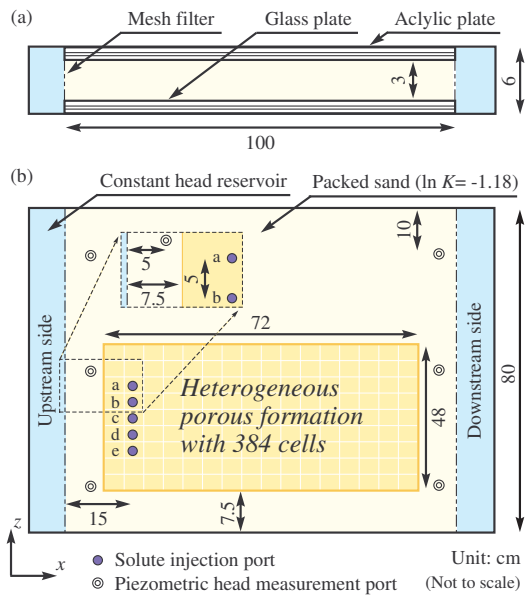 (a)
Mesh filter
Glass plate
Aclylic plate
3
6
100
(b)
Constant head reservoir
Packed sand (ln K= -1.18)
10
5
7.5
5
a
b
72
Upstream side
Downstream side
80
48
a
b
c
d
e
Heterogeneous
porous formation
with 384 cells
15
7.5
z
x
Solute injection port
Piezometric head measurement port
Unit: cm
(Not to scale)